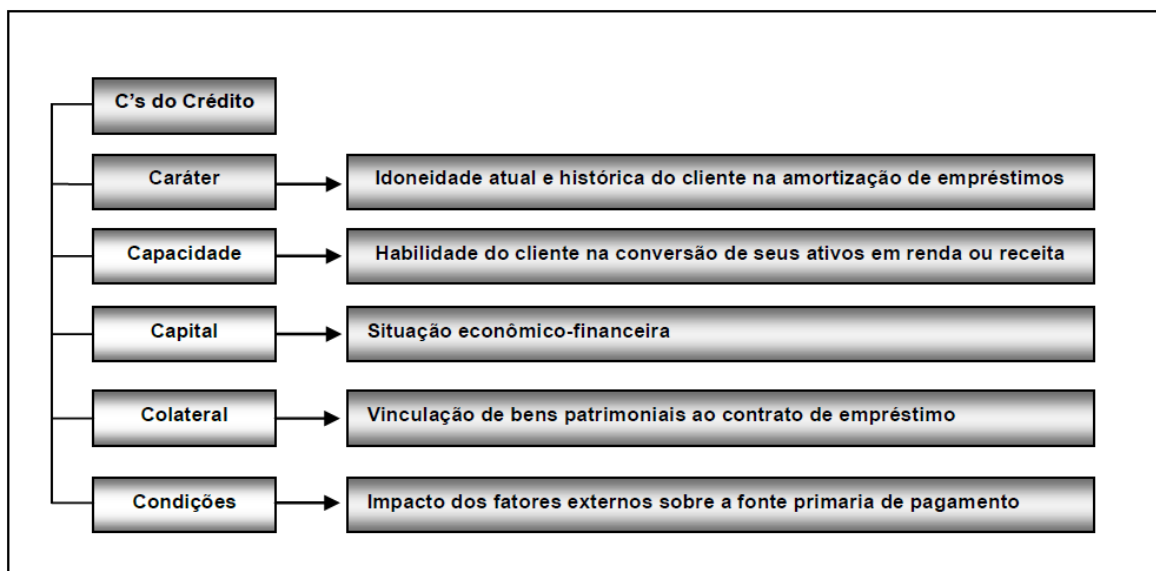 C's do Crédito
Caráter
Idoneidade atual e histórica do cliente na amortização de empréstimos
Capacidade
Habilidade do cliente na conversão de seus ativos em renda ou receita
Capital
Situação econômico-financeira
Colateral
Vinculação de bens patrimoniais ao contrato de empréstimo
Condições
Impacto dos fatores externos sobre a fonte primaria de pagamento